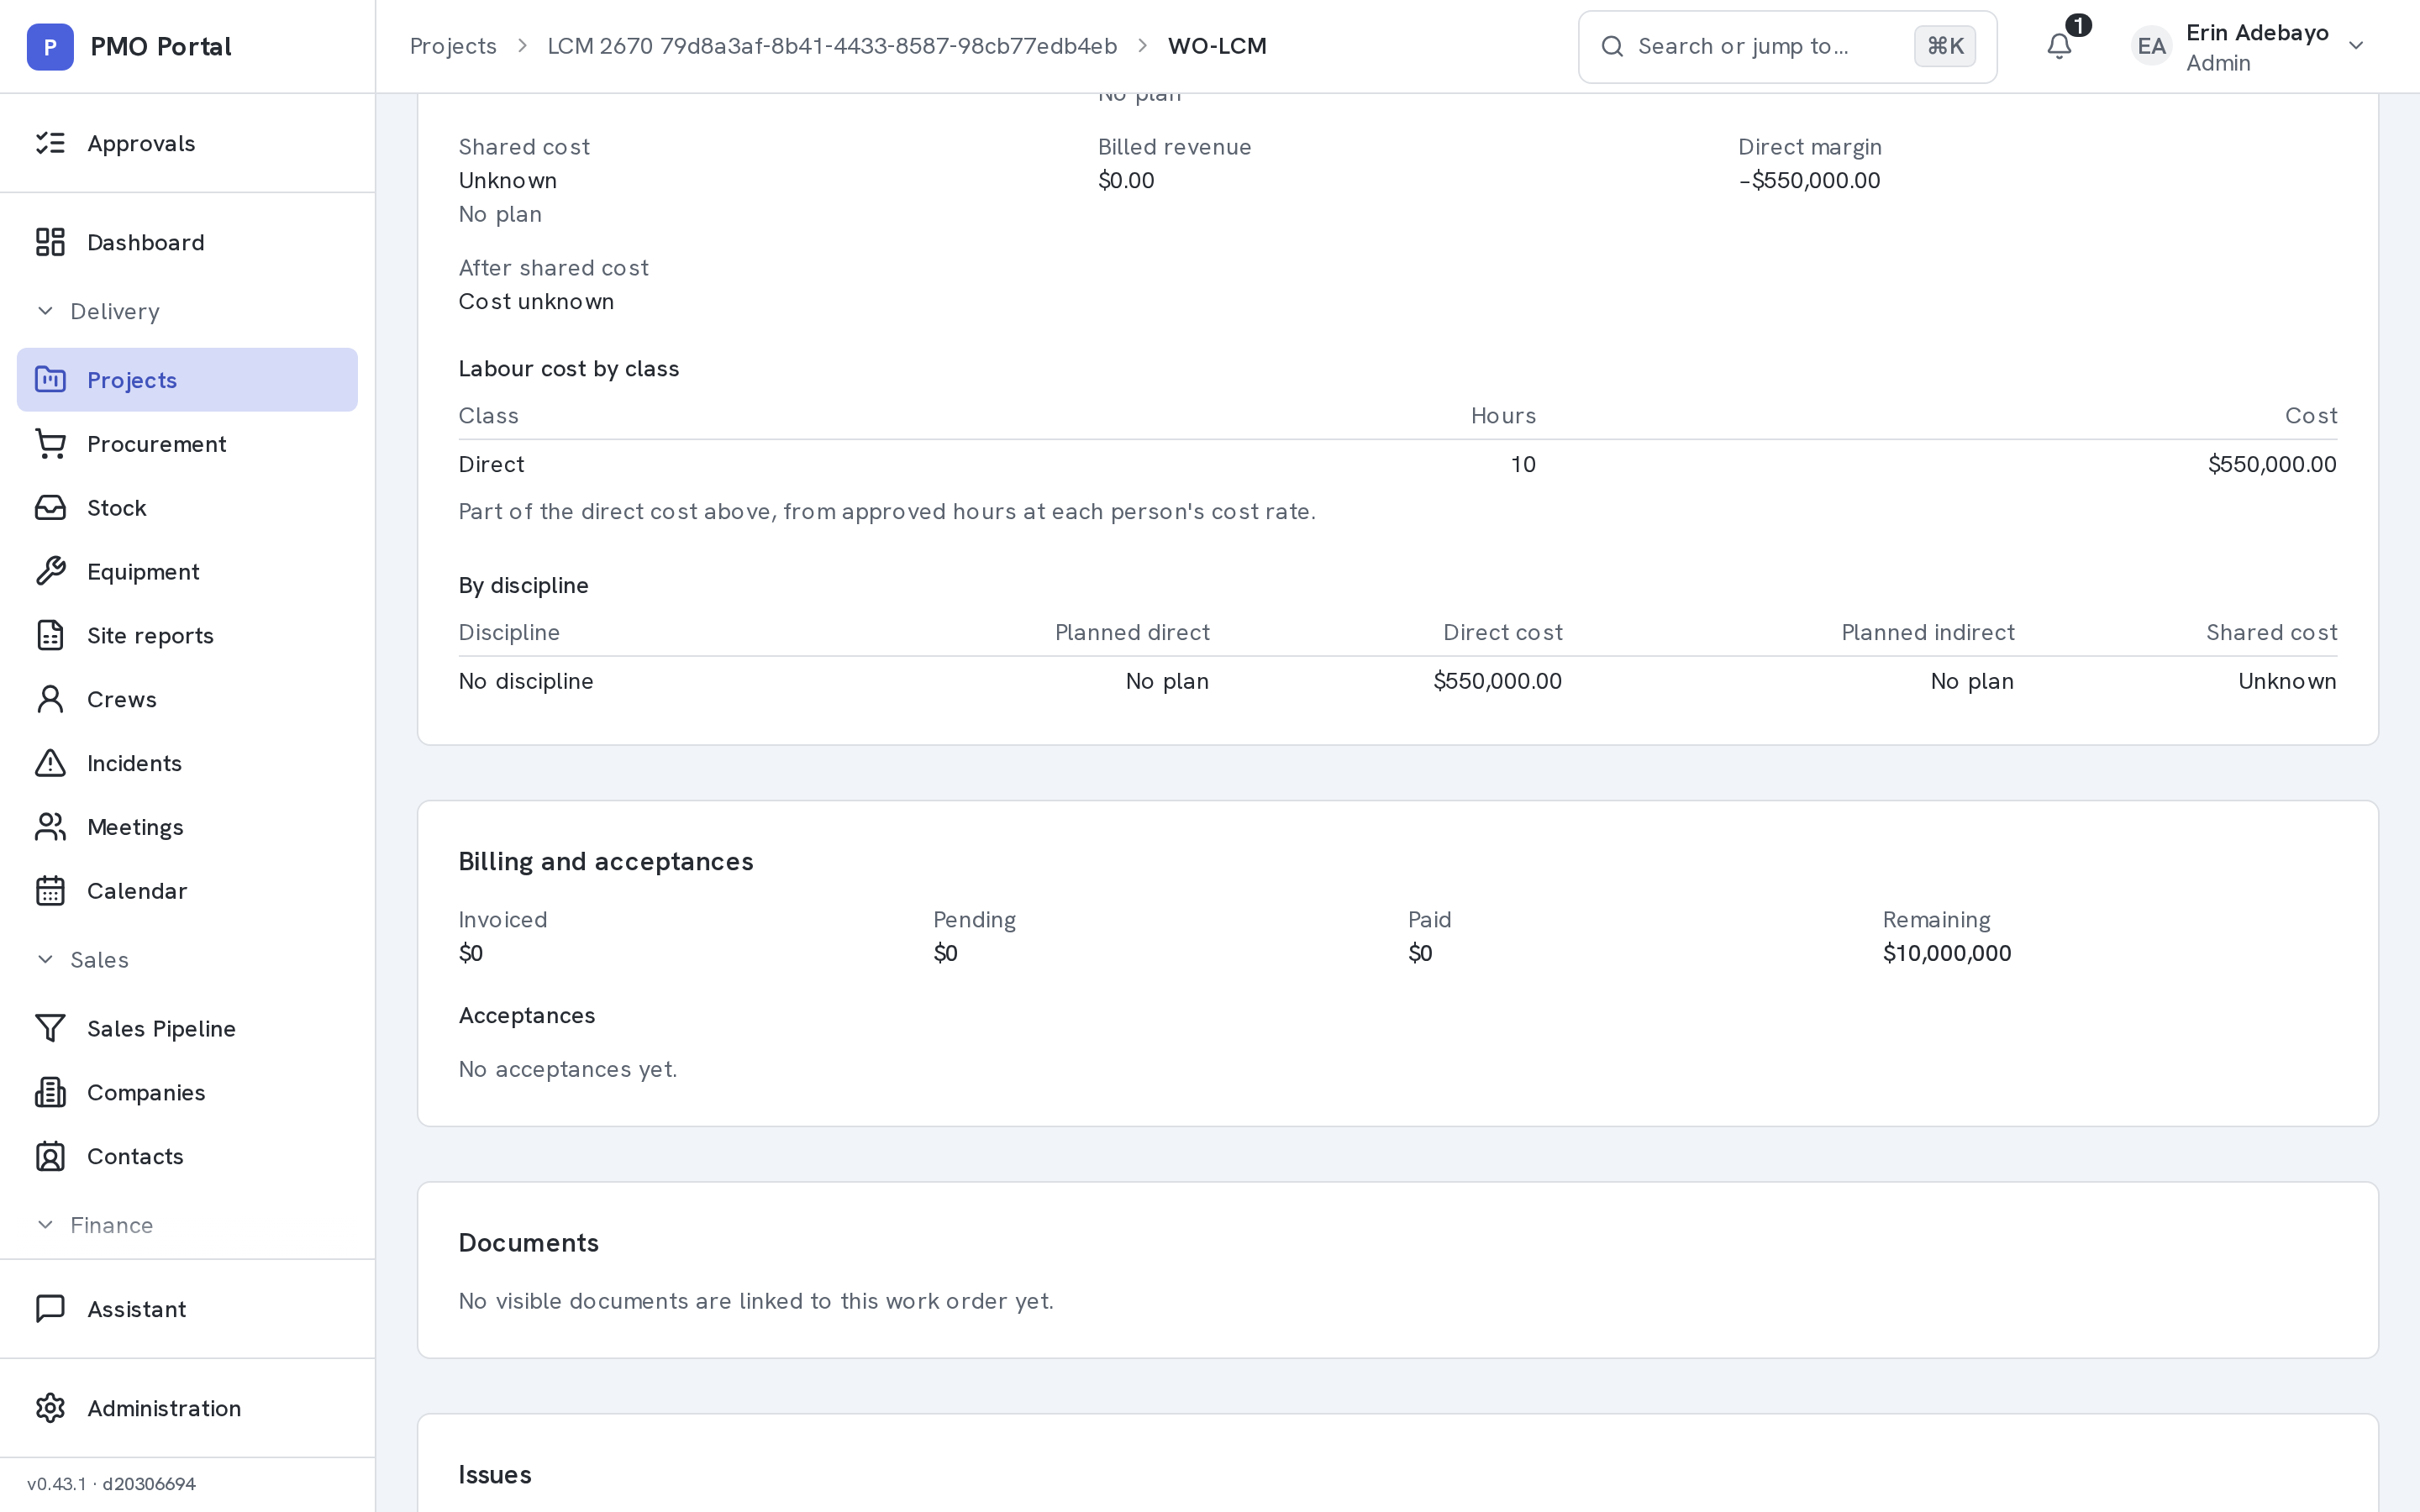 P PMO Portal
Projects > LCM 2670 79d8a3af-8b41-4433-8587-98cb77edb4eb > WO-LCM
Search or jump to... ⌘K
1
EA Erin Adebayo
Admin
Approvals
Dashboard
Delivery
Projects
Procurement
Stock
Equipment
Site reports
Crews
Incidents
Meetings
Calendar
Sales
Sales Pipeline
Companies
Contacts
Finance
Assistant
Administration
v0.43.1 · d20306694
No plan
Shared cost Billed revenue Direct margin
Unknown $0.00 −$550,000.00
No plan
After shared cost
Cost unknown
Labour cost by class
Class Hours Cost
Direct 10 $550,000.00
Part of the direct cost above, from approved hours at each person's cost rate.
By discipline
Discipline Planned direct Direct cost Planned indirect Shared cost
No discipline No plan $550,000.00 No plan Unknown
Billing and acceptances
Invoiced Pending Paid Remaining
$0 $0 $0 $10,000,000
Acceptances
No acceptances yet.
Documents
No visible documents are linked to this work order yet.
Issues